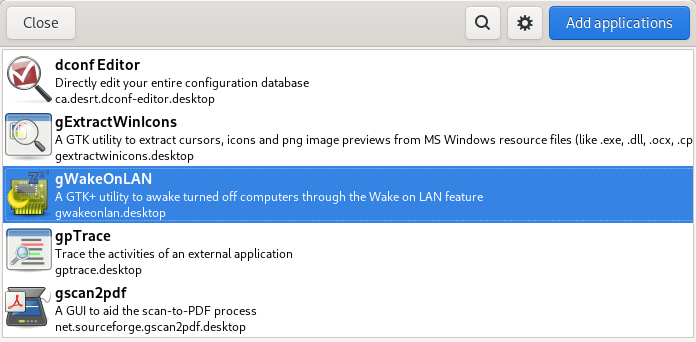 Close
Add applications
dconf Editor
Directly edit your entire configuration database
ca.desrt.dconf-editor.desktop
gExtractWinIcons
A GTK utility to extract cursors, icons and png image previews from MS Windows resource files (like .exe, .dll, .ocx, .cp
gextractwinicons.desktop
gWakeOnLAN
A GTK+ utility to awake turned off computers through the Wake on LAN feature
gwakeonlan.desktop
gpTrace
Trace the activities of an external application
gptrace.desktop
gscan2pdf
A GUI to aid the scan-to-PDF process
net.sourceforge.gscan2pdf.desktop